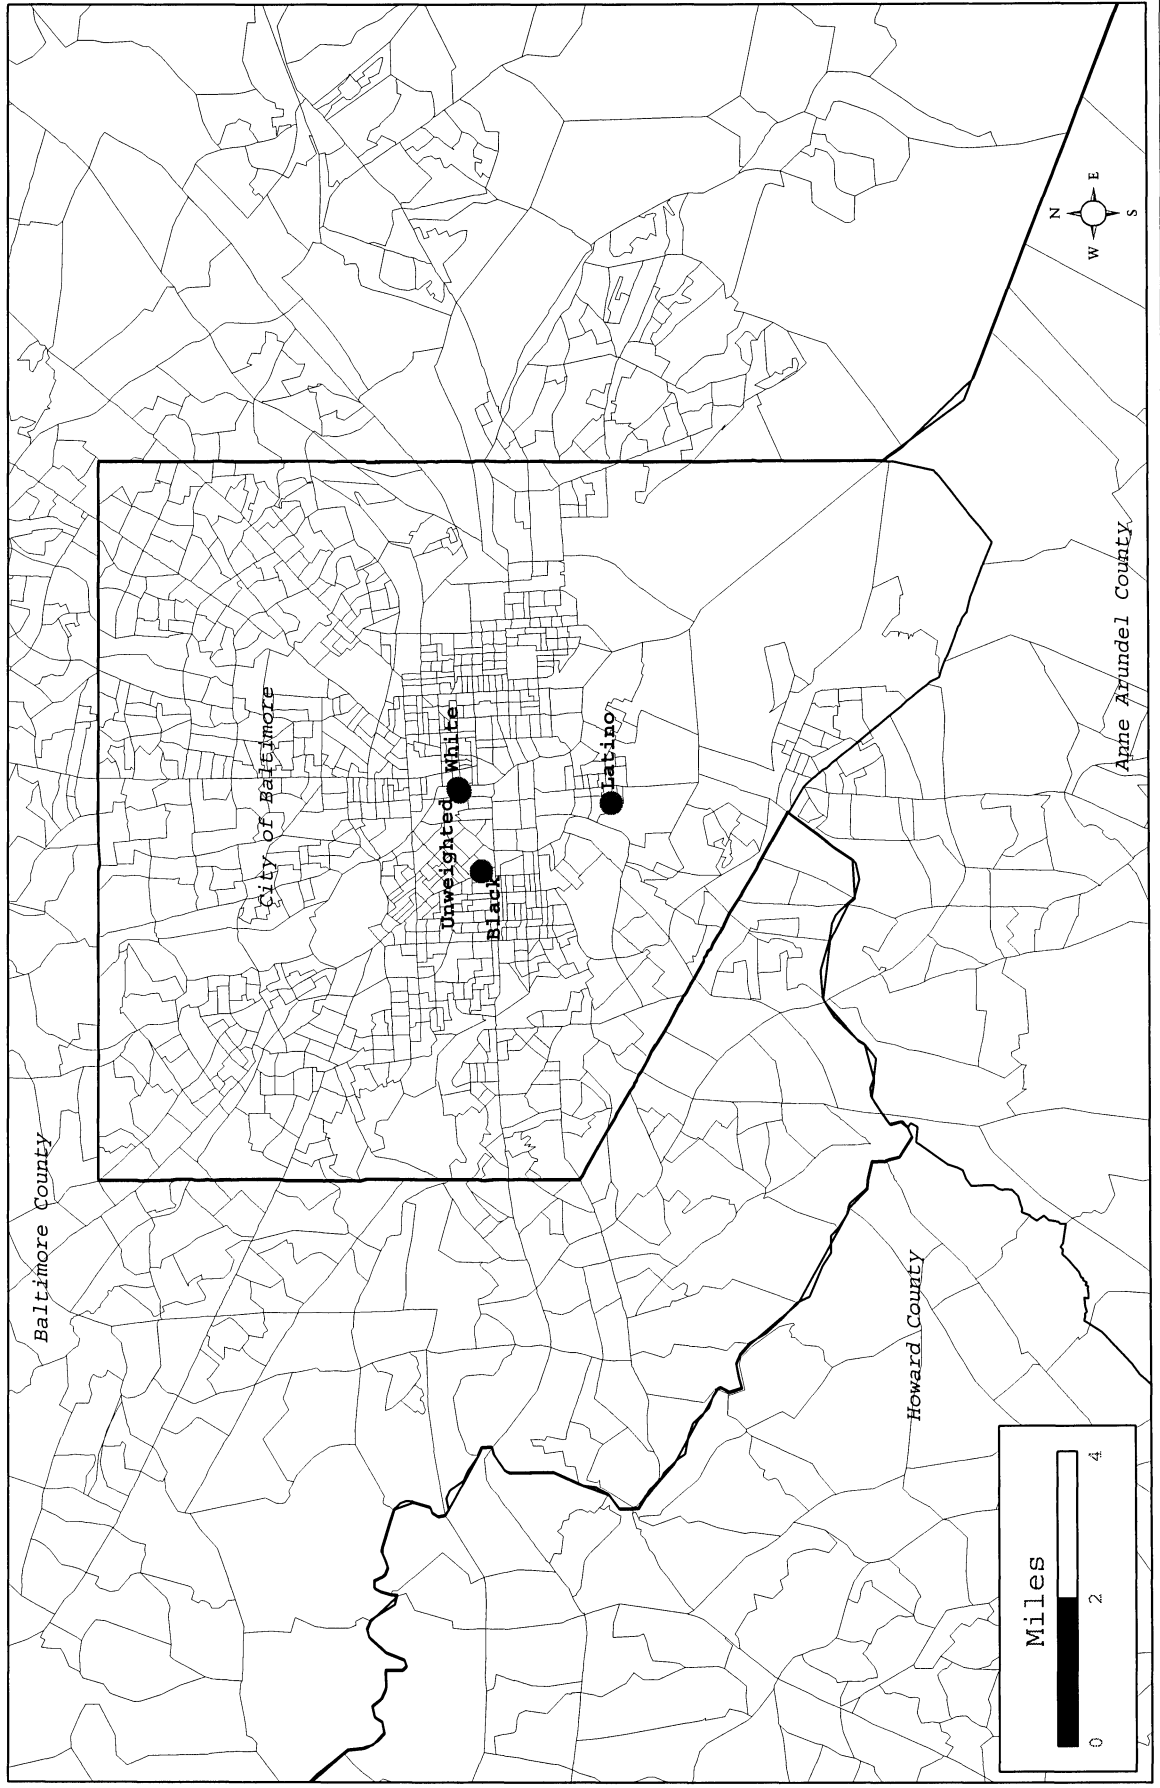 Baltimore County
City of Baltimore
Unweighted
White
Black
Latino
Howard County
Anne Arundel County
N
W
E
S
Miles
0
2
4